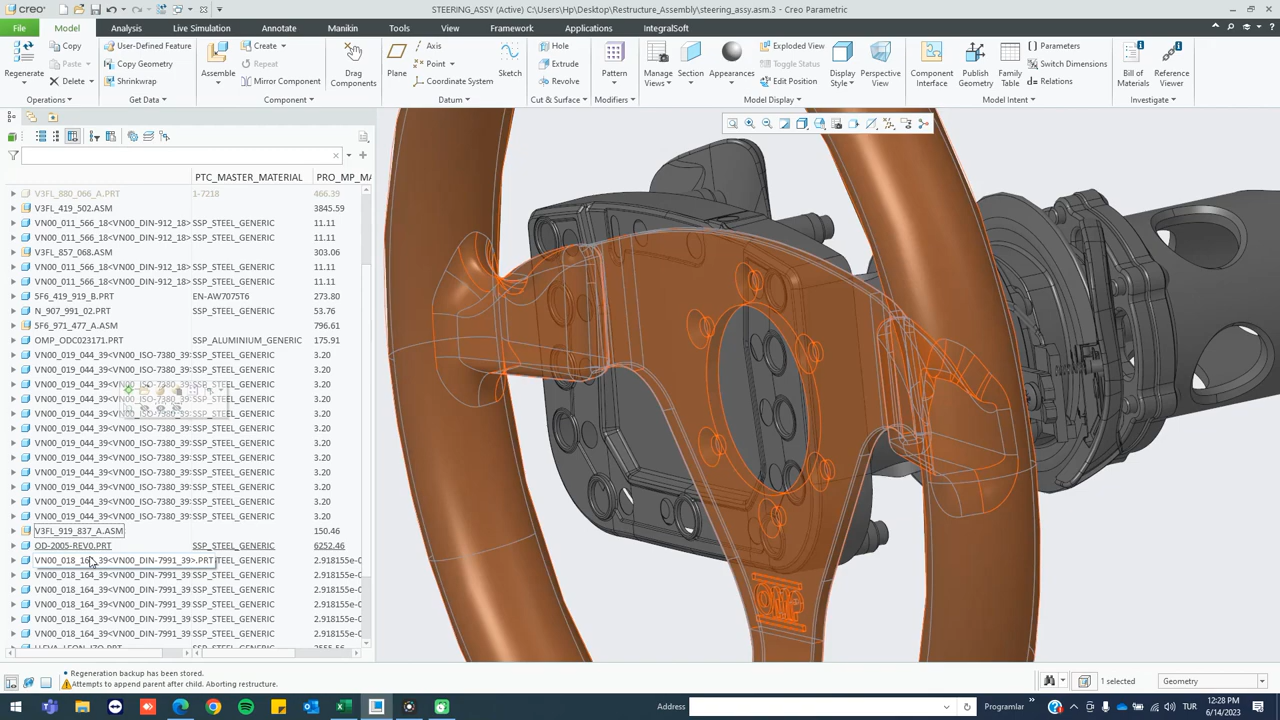 creo
STEERING_ASSY (Active) C:\Users\Hp\Desktop\Restructure_Assembly\steering_asm.asm.3 - Creo Parametric
File
Model
Analysis
Live Simulation
Annotate
Manikin
Tools
View
Framework
Applications
IntegralSoft
Regenerate
Copy
Paste
Delete
Operations
User-Defined Feature
Copy Geometry
Shrinkwrap
Get Data
Assemble
Create
Repeat
Mirror Component
Component
Drag Components
Plane
Axis
Point
Coordinate System
Sketch
Datum
Hole
Extrude
Revolve
Cut & Surface
Pattern
Modifiers
Manage Views
Section
Appearances
Exploded View
Toggle Status
Edit Position
Display Style
Perspective View
Model Display
Component Interface
Publish Geometry
Family Table
Parameters
Switch Dimensions
Relations
Model Intent
Bill of Materials
Reference Viewer
Investigate
PTC_MASTER_MATERIAL PRO_MP_MA
V3FL_880_066_A.PRT 1-7218 466.39
V3FL_419_502.ASM 3845.59
VN00_011_566_18<VN00_DIN-912_18> SSP_STEEL_GENERIC 11.11
VN00_011_566_18<VN00_DIN-912_18> SSP_STEEL_GENERIC 11.11
V3FL_857_068.ASM 303.06
VN00_011_566_18<VN00_DIN-912_18> SSP_STEEL_GENERIC 11.11
VN00_011_566_18<VN00_DIN-912_18> SSP_STEEL_GENERIC 11.11
5F6_419_919_B.PRT EN-AW7075T6 273.80
N_907_991_02.PRT SSP_STEEL_GENERIC 53.76
5F6_971_477_A.ASM 796.61
OMP_ODC023171.PRT SSP_ALUMINIUM_GENERIC 175.91
VN00_019_044_39<VN00_ISO-7380_39: SSP_STEEL_GENERIC 3.20
VN00_019_044_39<VN00_ISO-7380_39: SSP_STEEL_GENERIC 3.20
VN00_019_044_39<VN00_ISO-7380_39: SSP_STEEL_GENERIC 3.20
VN00_019_044_39 3.20
VN00_019_044_39 3.20
VN00_019_044_39<VN00_ISO-7380_39: SSP_STEEL_GENERIC 3.20
VN00_019_044_39<VN00_ISO-7380_39: SSP_STEEL_GENERIC 3.20
VN00_019_044_39<VN00_ISO-7380_39: SSP_STEEL_GENERIC 3.20
VN00_019_044_39<VN00_ISO-7380_39: SSP_STEEL_GENERIC 3.20
VN00_019_044_39<VN00_ISO-7380_39: SSP_STEEL_GENERIC 3.20
VN00_019_044_39<VN00_ISO-7380_39: SSP_STEEL_GENERIC 3.20
VN00_019_044_39<VN00_ISO-7380_39: SSP_STEEL_GENERIC 3.20
V3FL_919_837_A.ASM 150.46
OD-2005-REV0.PRT SSP_STEEL_GENERIC 6252.46
VN00_018_164_39<VN00_DIN-7991_39>.PRT TEEL_GENERIC 2.918155e-0
VN00_018_164_39<VN00_DIN-7991_39 SSP_STEEL_GENERIC 2.918155e-0
VN00_018_164_39<VN00_DIN-7991_39 SSP_STEEL_GENERIC 2.918155e-0
VN00_018_164_39<VN00_DIN-7991_39 SSP_STEEL_GENERIC 2.918155e-0
VN00_018_164_39<VN00_DIN-7991_39 SSP_STEEL_GENERIC 2.918155e-0
VN00_018_164_39<VN00_DIN-7991_39 SSP_STEEL_GENERIC 2.918155e-0
OMP
Regeneration backup has been stored.
Attempts to append parent after child. Aborting restructure.
1 selected
Geometry
Address
Programlar
TUR
12:28 PM
6/14/2023